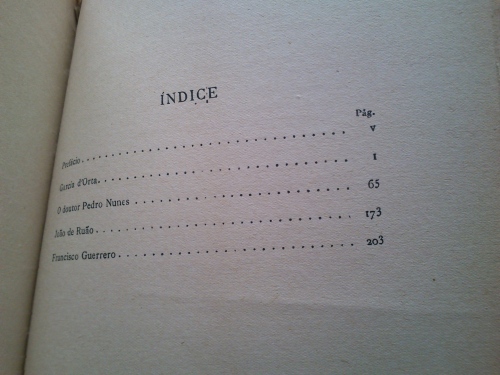 ÍNDICE
Pág.
Prefácio . . . . . . . . . . . . . . . . . . . . . . . . . . . . . . v
Garcia d'Orta. . . . . . . . . . . . . . . . . . . . . . . . . . . . 1
O doutor Pedro Nunes . . . . . . . . . . . . . . . . . . . . . . 65
João de Ruão . . . . . . . . . . . . . . . . . . . . . . . . . . . 173
Francisco Guerrero. . . . . . . . . . . . . . . . . . . . . . . . . 203